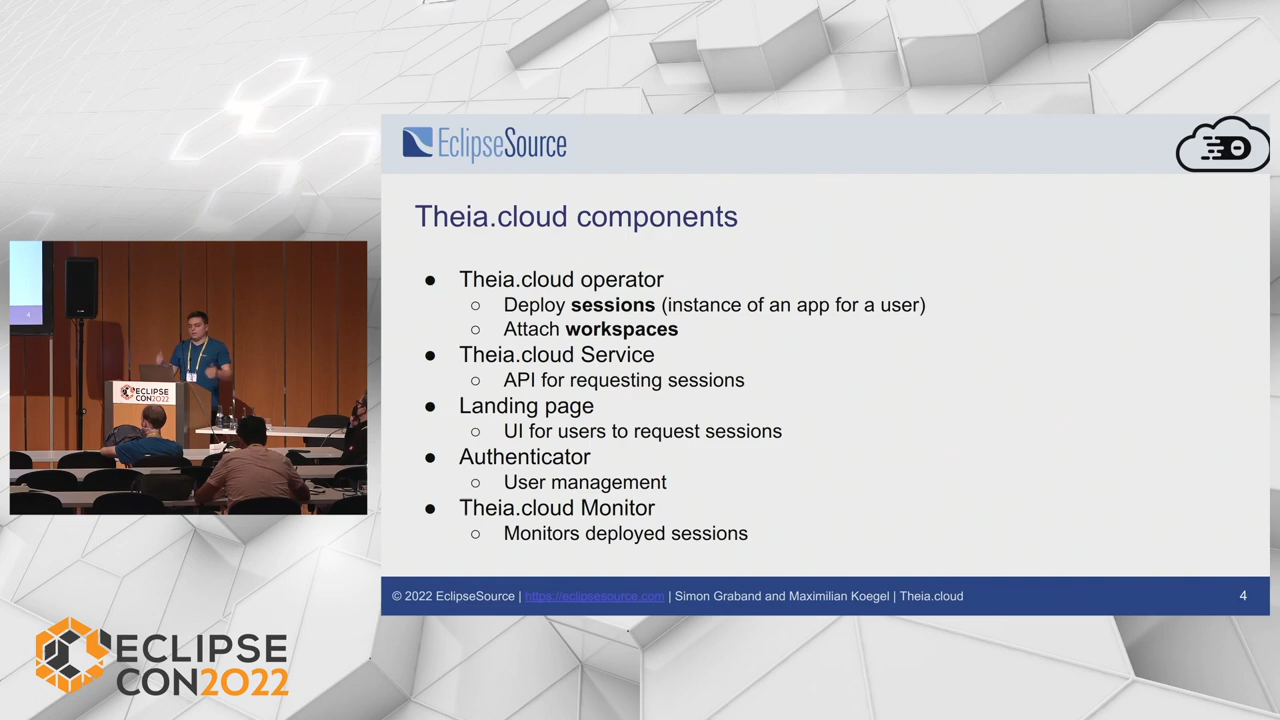 EclipseSource
Theia.cloud components
● Theia.cloud operator
○ Deploy sessions (instance of an app for a user)
○ Attach workspaces
● Theia.cloud Service
○ API for requesting sessions
● Landing page
○ UI for users to request sessions
● Authenticator
○ User management
● Theia.cloud Monitor
○ Monitors deployed sessions
© 2022 EclipseSource | https://eclipsesource.com | Simon Graband and Maximilian Koegel | Theia.cloud
4
4
ECLIPSE
CON2022
ECLIPSE
CON2022